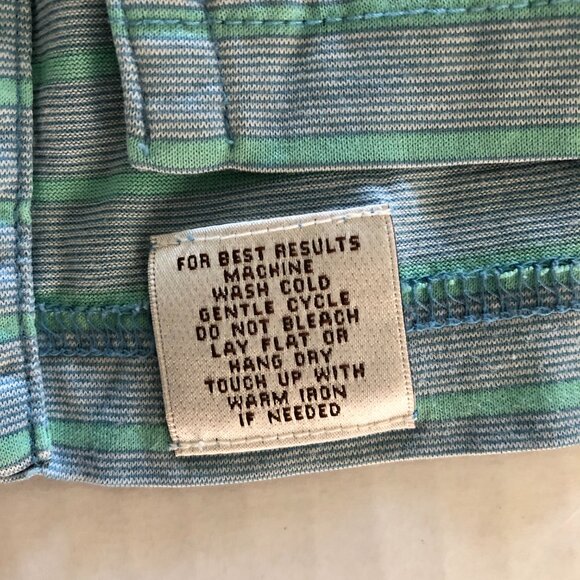 FOR BEST RESULTS
MACHINE
WASH COLD
GENTLE CYCLE
DO NOT BLEACH
LAY FLAT OR
HANG DRY
TOUCH UP WITH
WARM IRON
IF NEEDED